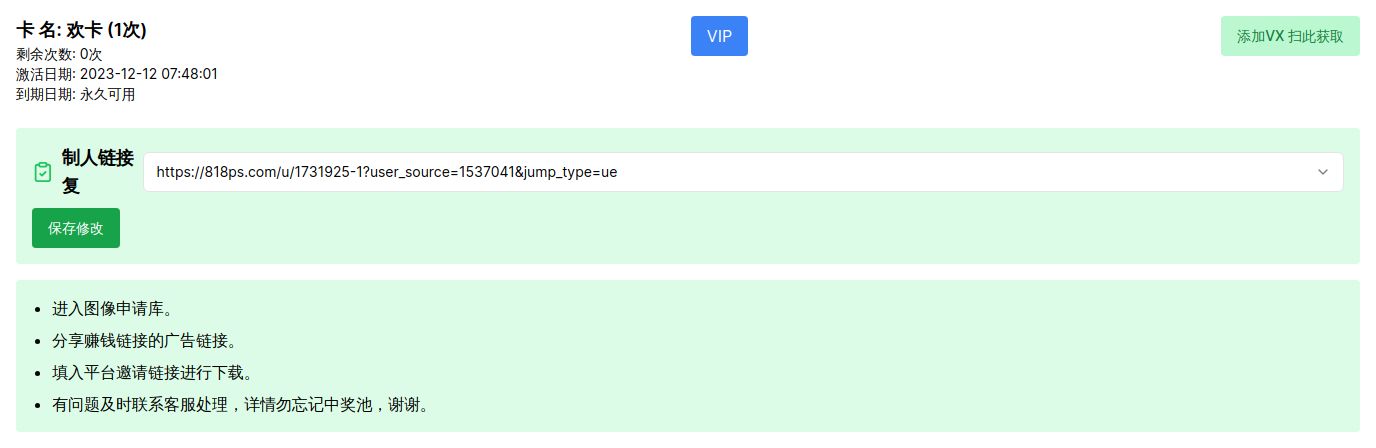 卡 名: 欢卡 (1次)
剩余次数: 0次
激活日期: 2023-12-12 07:48:01
到期日期: 永久可用
VIP
添加VX 扫此获取
制人链接
复
https://818ps.com/u/1731925-1?user_source=1537041&jump_type=ue
保存修改
进入图像申请库。
分享赚钱链接的广告链接。
填入平台邀请链接进行下载。
有问题及时联系客服处理，详情勿忘记中奖池，谢谢。